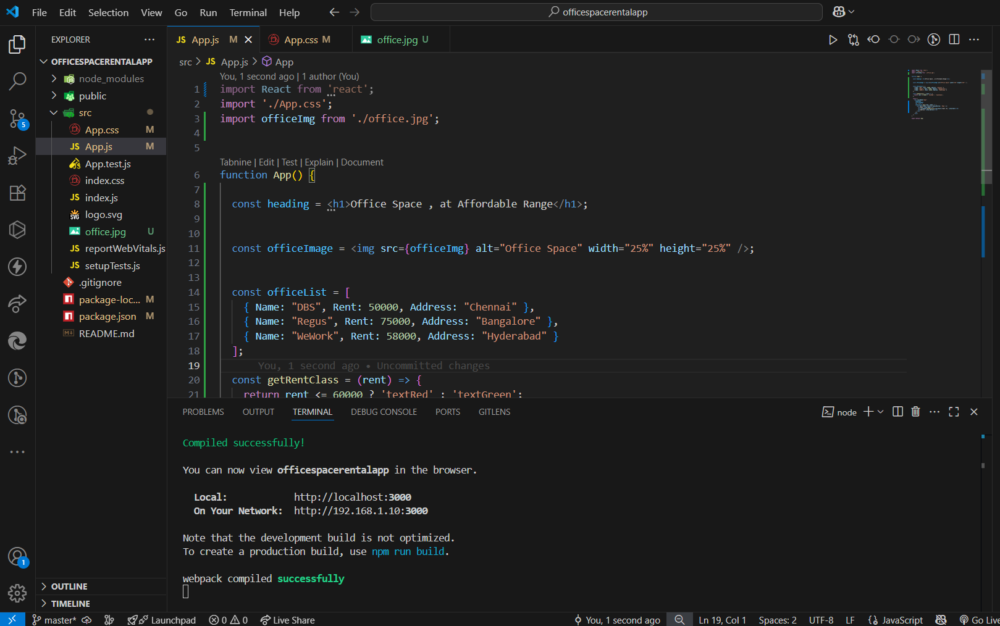 File Edit Selection View Go Run Terminal Help officespacerentalapp
EXPLORER
OFFICESPACERENTALAPP
node_modules
public
src
App.css M
App.js M
App.test.js
index.css
index.js
logo.svg
office.jpg U
reportWebVitals.js
setupTests.js
.gitignore
package-loc... M
package.json M
README.md
OUTLINE
TIMELINE
5
1
JS App.js M App.css M office.jpg U
src > JS App.js > App
You, 1 second ago | 1 author (You)
1 import React from 'react';
2 import './App.css';
3 import officeImg from './office.jpg';
4
5
Tabnine | Edit | Test | Explain | Document
6 function App() {
7
8 const heading = <h1>Office Space , at Affordable Range</h1>;
9
10
11 const officeImage = <img src={officeImg} alt="Office Space" width="25%" height="25%" />;
12
13
14 const officeList = [
15 { Name: "DBS", Rent: 50000, Address: "Chennai" },
16 { Name: "Regus", Rent: 75000, Address: "Bangalore" },
17 { Name: "WeWork", Rent: 58000, Address: "Hyderabad" }
18 ];
19 You, 1 second ago • Uncommitted changes
20 const getRentClass = (rent) => {
21 return rent <= 60000 ? 'textRed' : 'textGreen';
PROBLEMS OUTPUT TERMINAL DEBUG CONSOLE PORTS GITLENS node
Compiled successfully!
You can now view officespacerentalapp in the browser.
Local: http://localhost:3000
On Your Network: http://192.168.1.10:3000
Note that the development build is not optimized.
To create a production build, use npm run build.
webpack compiled successfully
master* Launchpad 0 0 Live Share You, 1 second ago Ln 19, Col 1 Spaces: 2 UTF-8 LF {} JavaScript Go Live